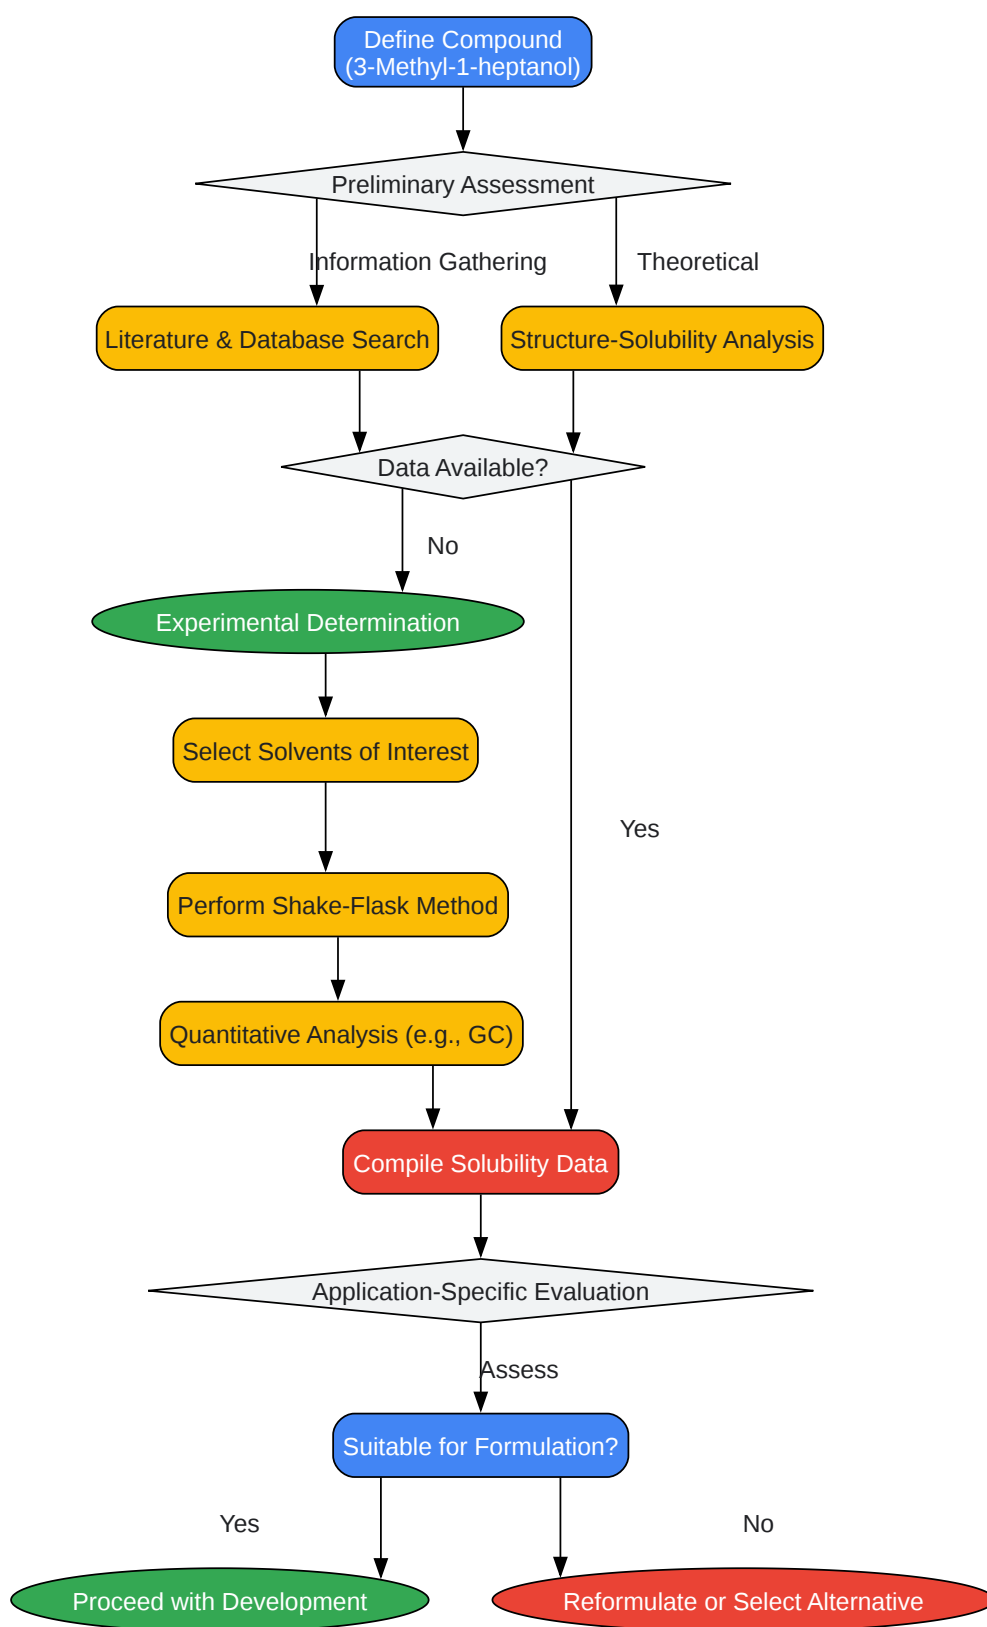 Define Compound
(3-Methyl-1-heptanol)
Preliminary Assessment
Information Gathering
Theoretical
Literature & Database Search
Structure-Solubility Analysis
Data Available?
No
Experimental Determination
Select Solvents of Interest
Yes
Perform Shake-Flask Method
Quantitative Analysis (e.g., GC)
Compile Solubility Data
Application-Specific Evaluation
Assess
Suitable for Formulation?
Yes
No
Proceed with Development
Reformulate or Select Alternative